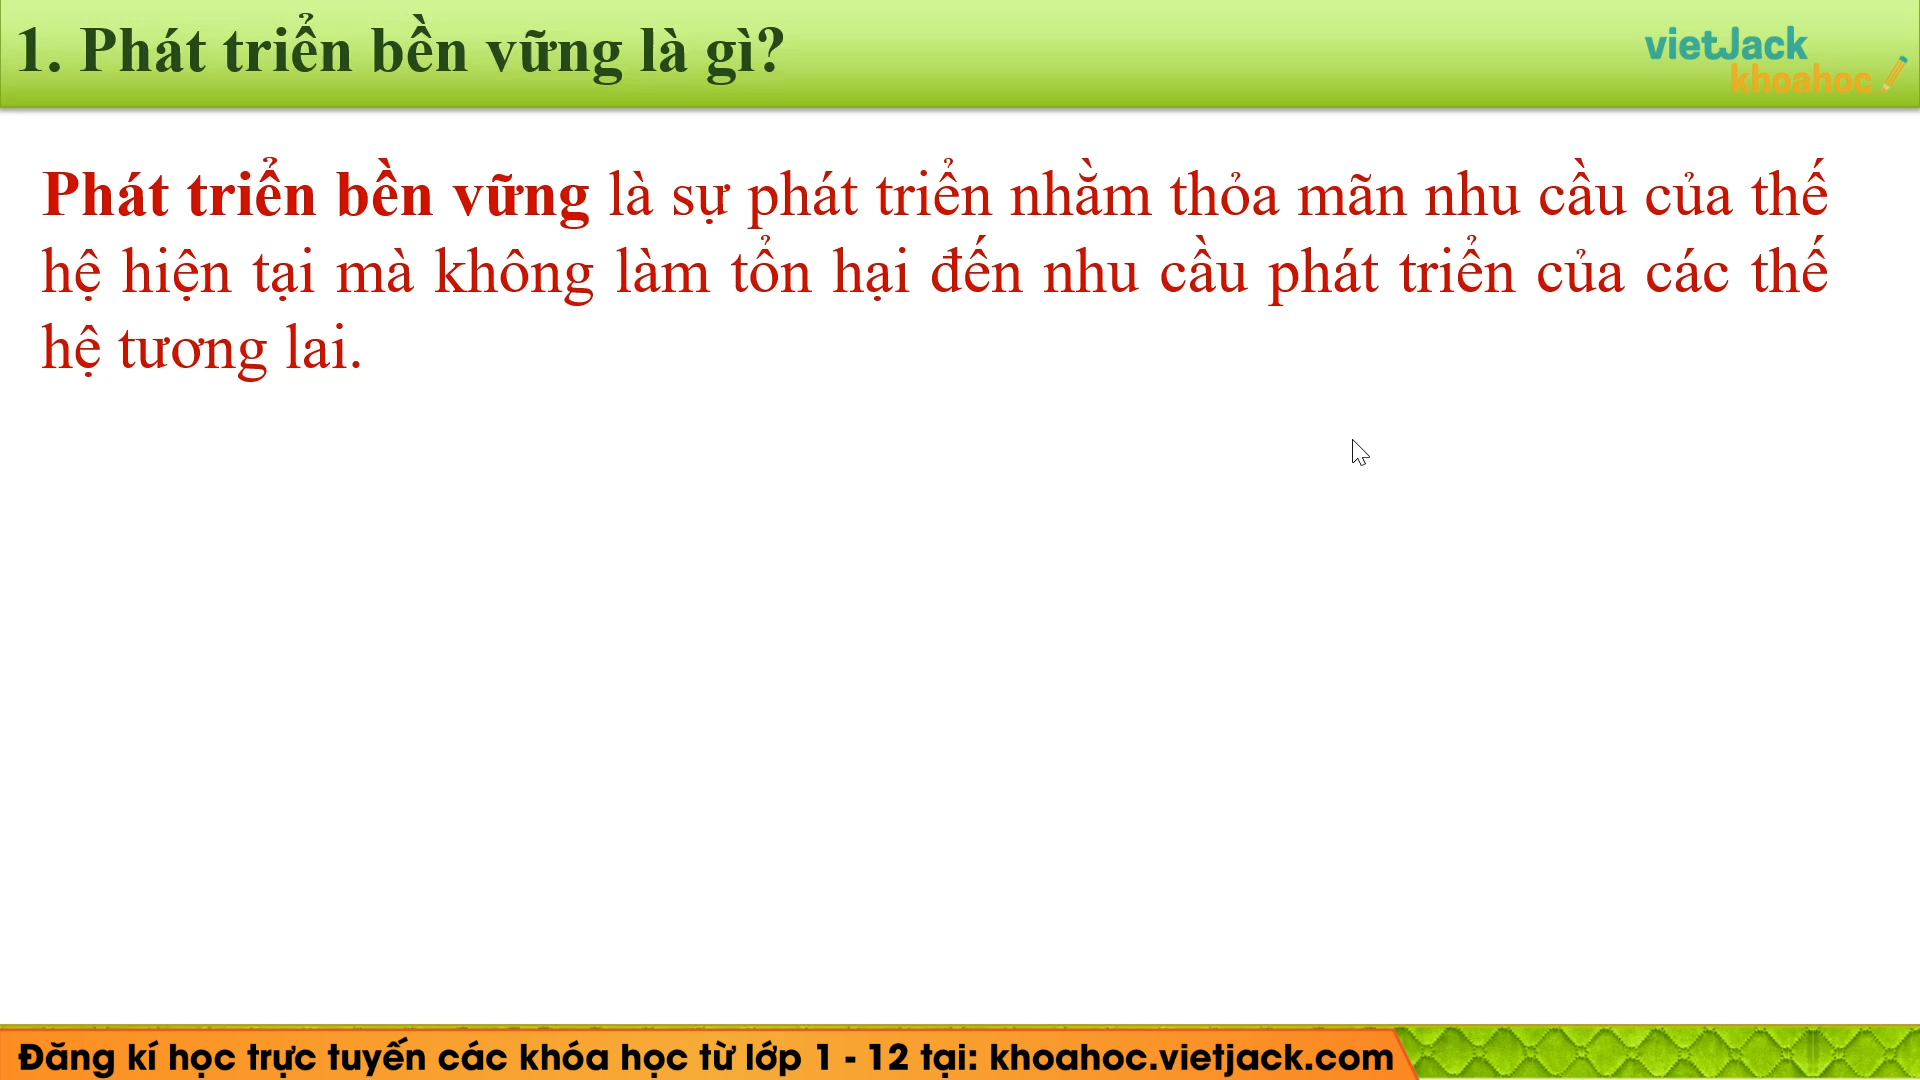 1. Phát triển bền vững là gì?
vietJack
khoahoc
Phát triển bền vững là sự phát triển nhằm thỏa mãn nhu cầu của thế
hệ hiện tại mà không làm tổn hại đến nhu cầu phát triển của các thế
hệ tương lai.
Đăng kí học trực tuyến các khóa học từ lớp 1 - 12 tại: khoahoc.vietjack.com